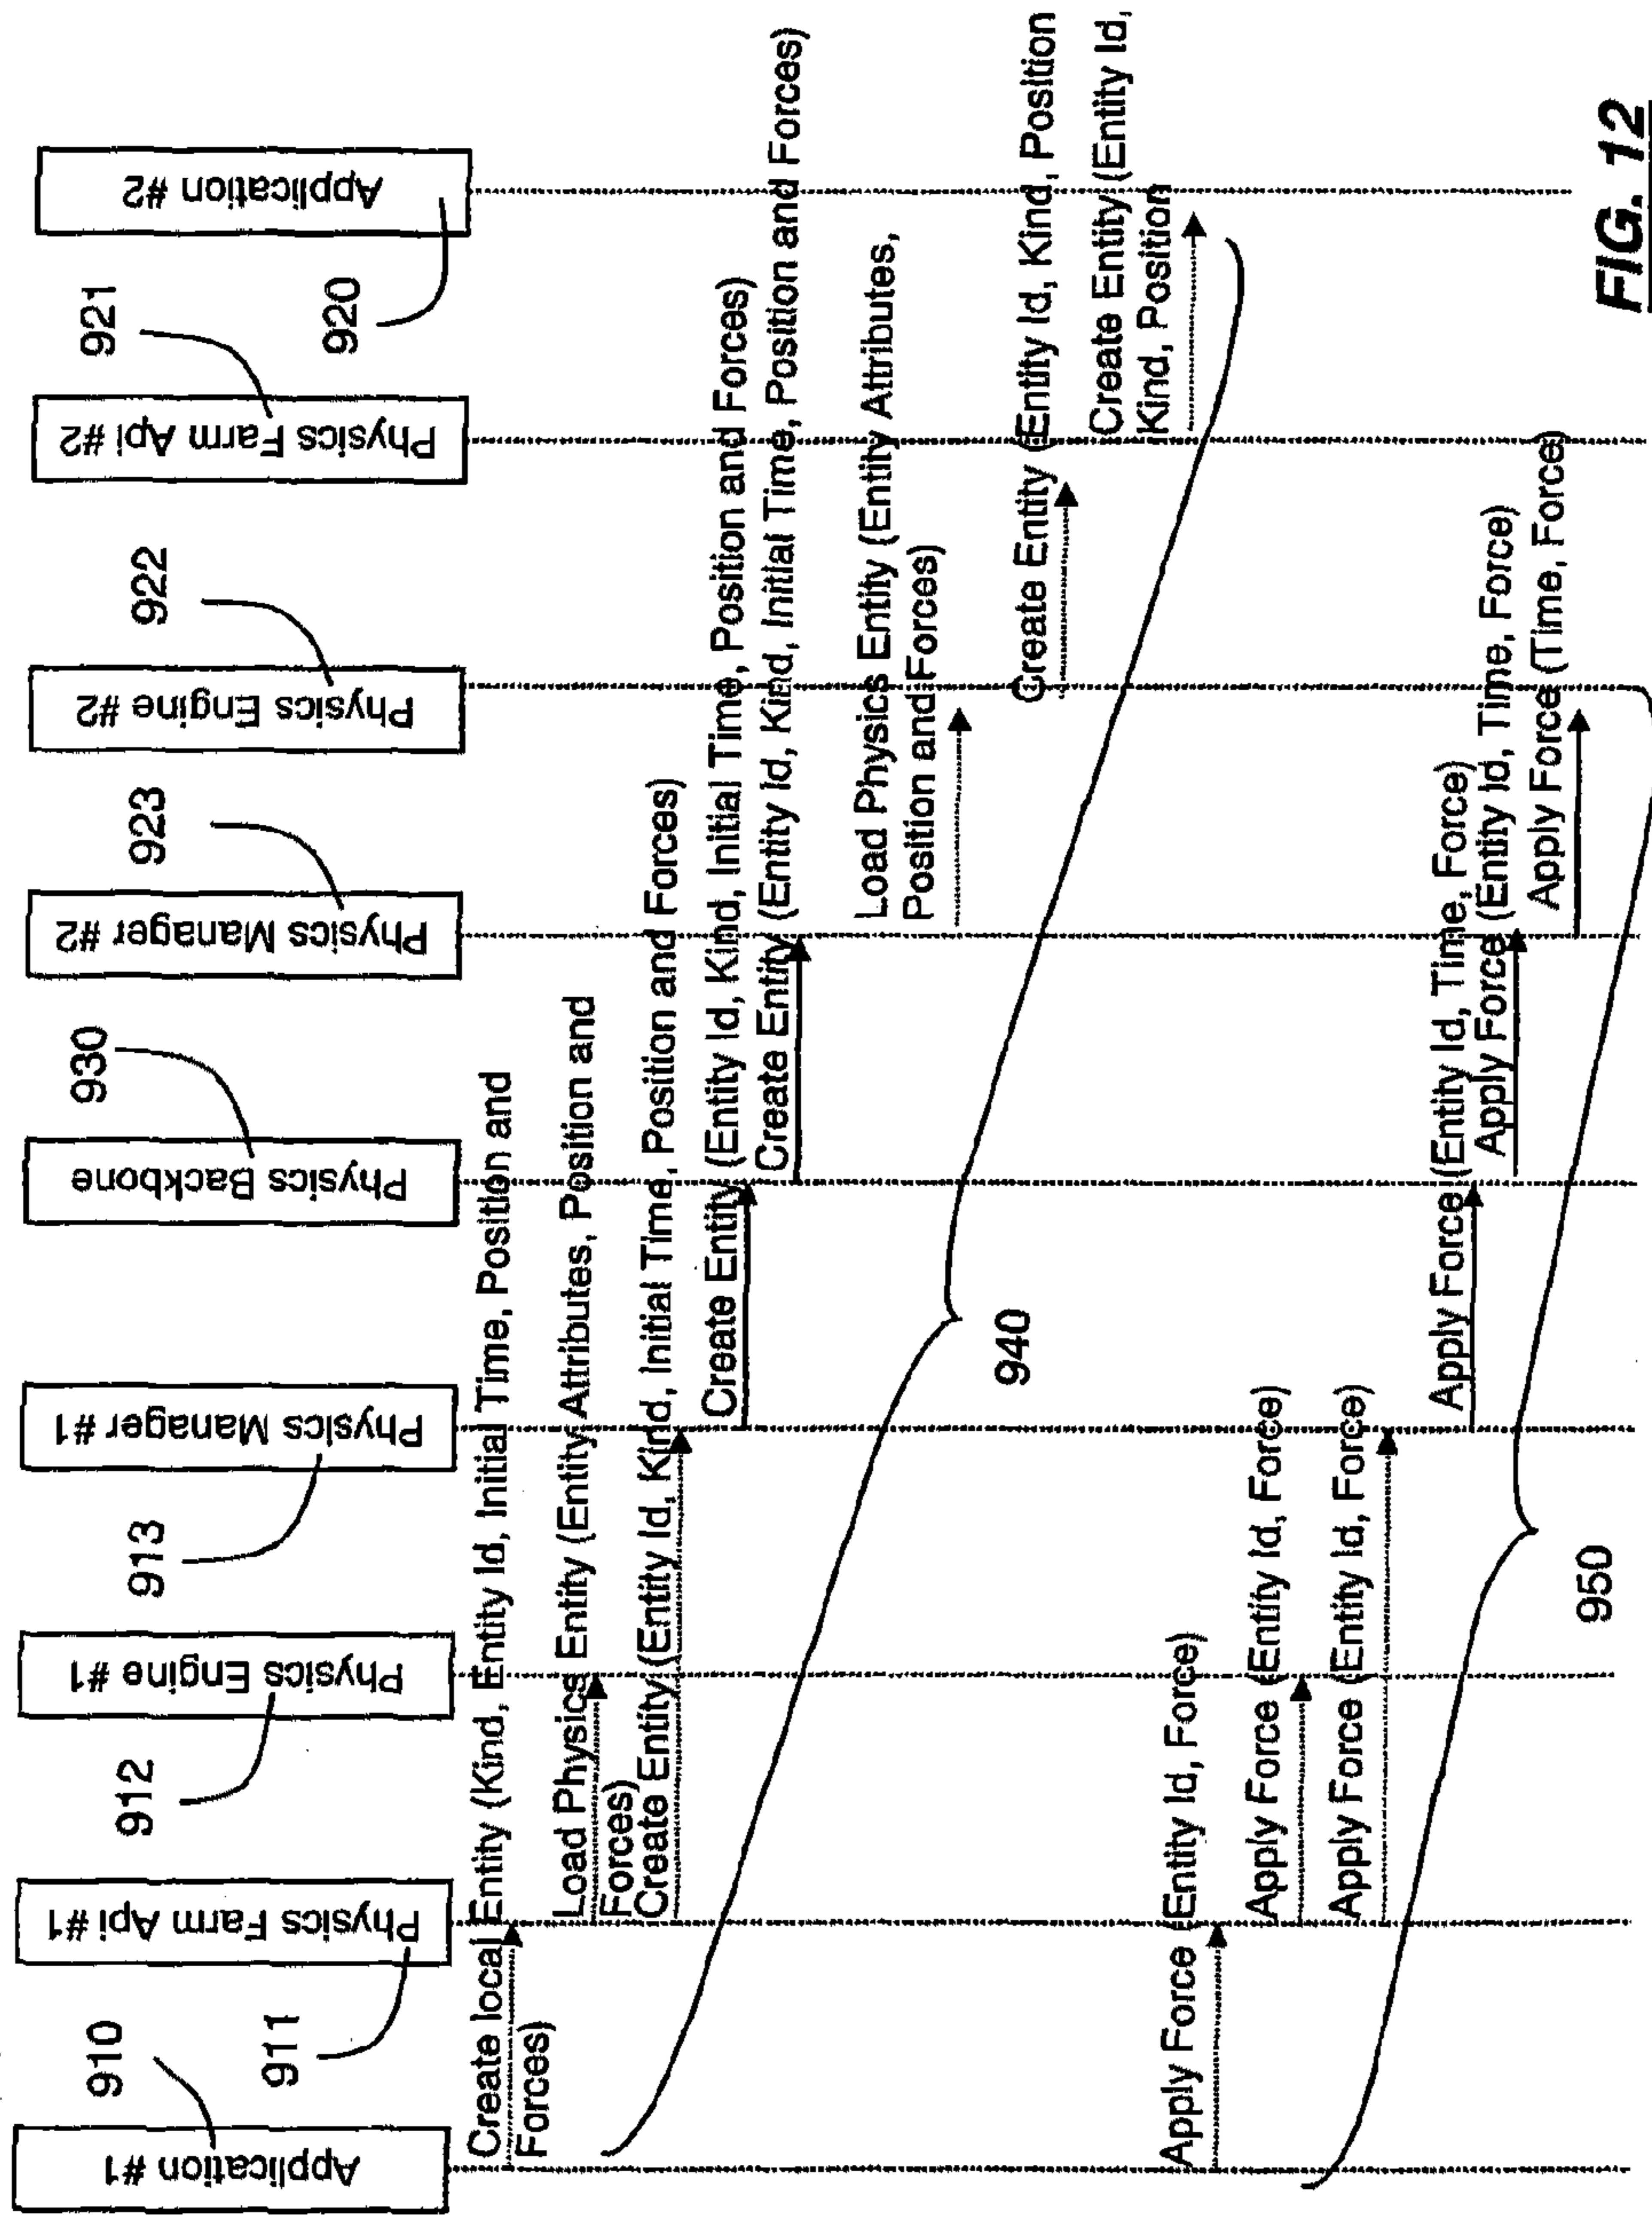 910
911
912
913
930
923
922
921
920
Application #1
Physics Farm Api #1
Physics Engine #1
Physics Manager #1
Physics Backbone
Physics Manager #2
Physics Engine #2
Physics Farm Api #2
Application #2
Create local Entity (Kind, Entity Id, Initial Time, Position and
Forces)
Load Physics Entity (Entity Attributes, Position and
Forces)
Create Entity (Entity Id, Kind, Initial Time, Position and Forces)
Create Entity (Entity Id, Kind, Initial Time, Position and Forces)
Create Entity (Entity Id, Kind, Initial Time, Position and Forces)
Load Physics Entity (Entity Attributes,
Position and Forces)
Create Entity (Entity Id, Kind, Position
Create Entity (Entity Id,
Kind, Position
940
Apply Force (Entity Id, Force)
Apply Force (Entity Id, Force)
Apply Force (Entity Id, Force)
Apply Force (Entity Id, Time, Force)
Apply Force (Entity Id, Time, Force)
Apply Force (Time, Force)
950
FIG. 12